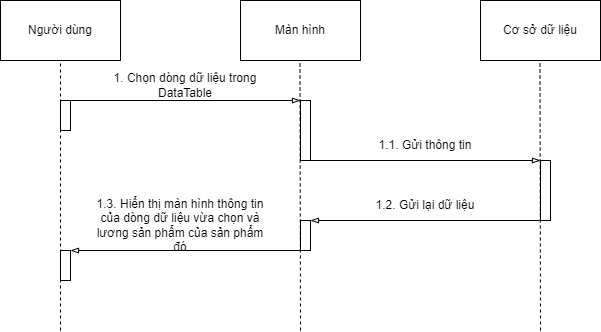 Người dùng
Màn hình
Cơ sở dữ liệu
1. Chọn dòng dữ liệu trong
DataTable
1.1. Gửi thông tin
1.3. Hiển thị màn hình thông tin
của dòng dữ liệu vừa chọn và
lương sản phẩm của sản phẩm
đó
1.2. Gửi lại dữ liệu